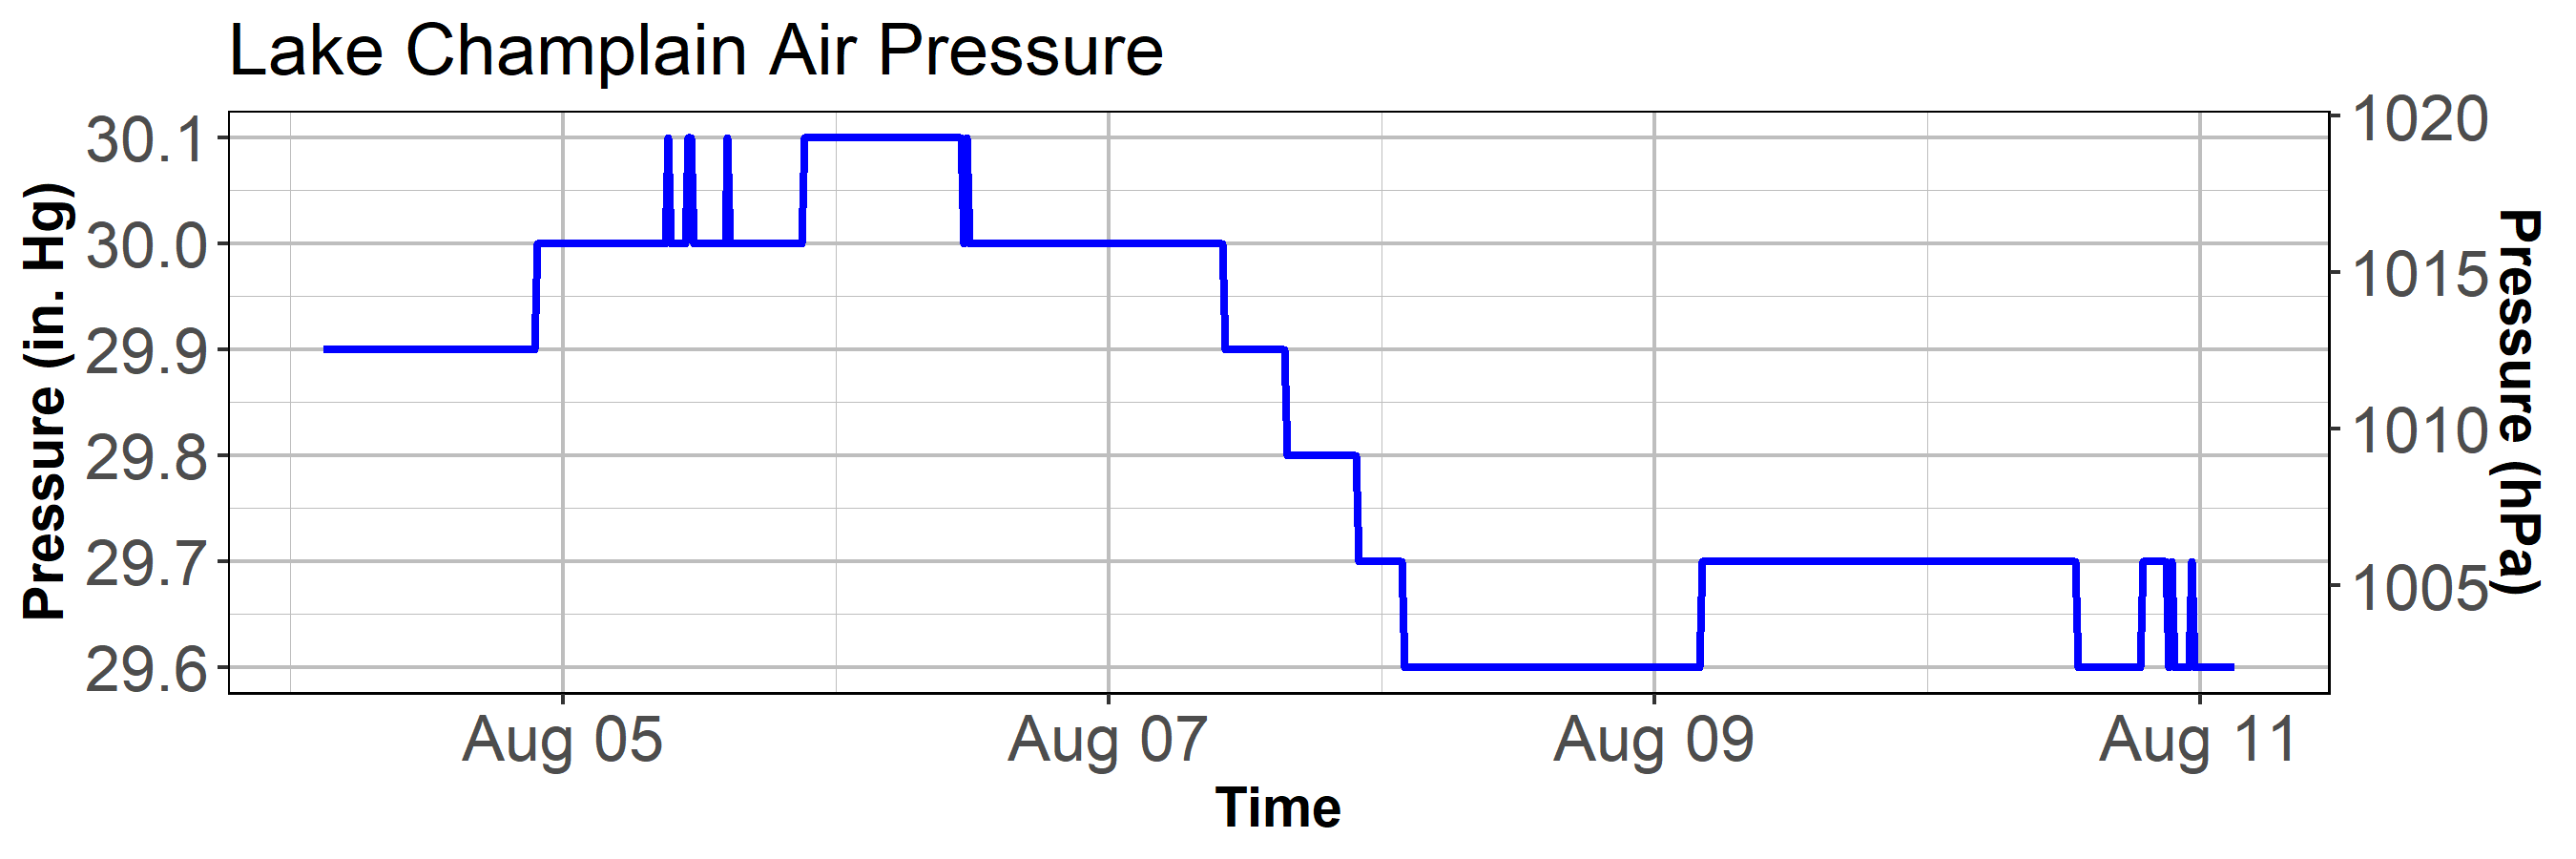 Lake Champlain Air Pressure
Pressure (in. Hg)
30.1
30.0
29.9
29.8
29.7
29.6
1020
1015
1010
1005
Pressure (hPa)
Aug 05
Aug 07
Aug 09
Aug 11
Time